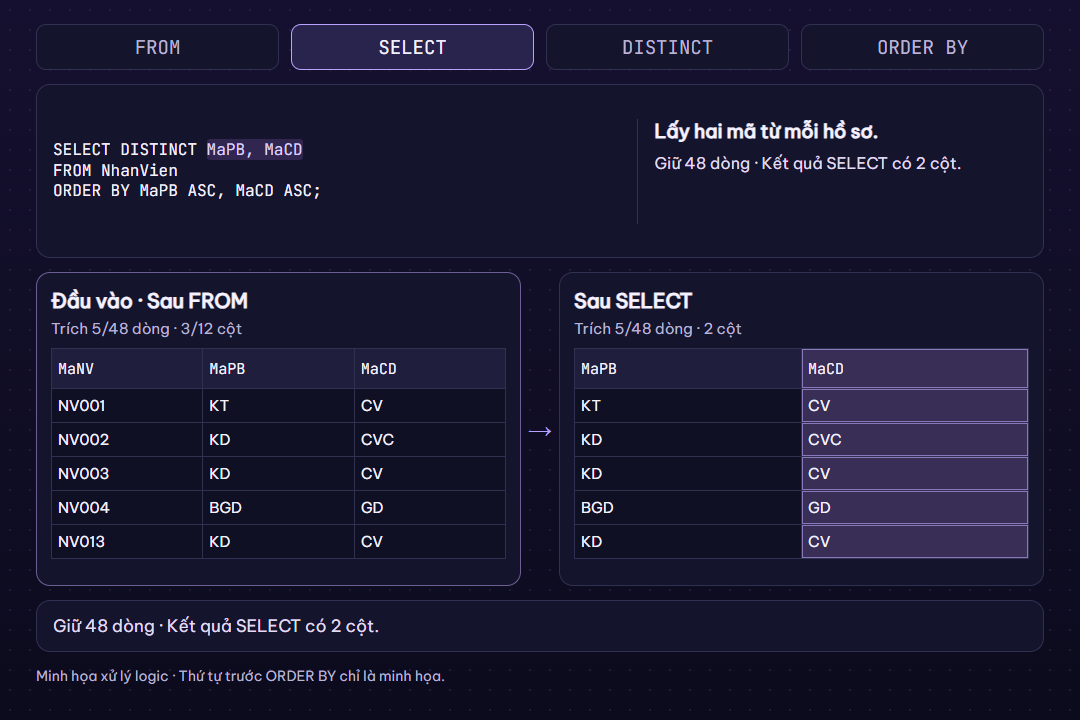 FROM SELECT DISTINCT ORDER BY
SELECT DISTINCT MaPB, MaCD
FROM NhanVien
ORDER BY MaPB ASC, MaCD ASC;
Lấy hai mã từ mỗi hồ sơ.
Giữ 48 dòng · Kết quả SELECT có 2 cột.
Đầu vào · Sau FROM
Trích 5/48 dòng · 3/12 cột
MaNV MaPB MaCD
NV001 KT CV
NV002 KD CVC
NV003 KD CV
NV004 BGD GD
NV013 KD CV
→
Sau SELECT
Trích 5/48 dòng · 2 cột
MaPB MaCD
KT CV
KD CVC
KD CV
BGD GD
KD CV
Giữ 48 dòng · Kết quả SELECT có 2 cột.
Minh họa xử lý logic · Thứ tự trước ORDER BY chỉ là minh họa.